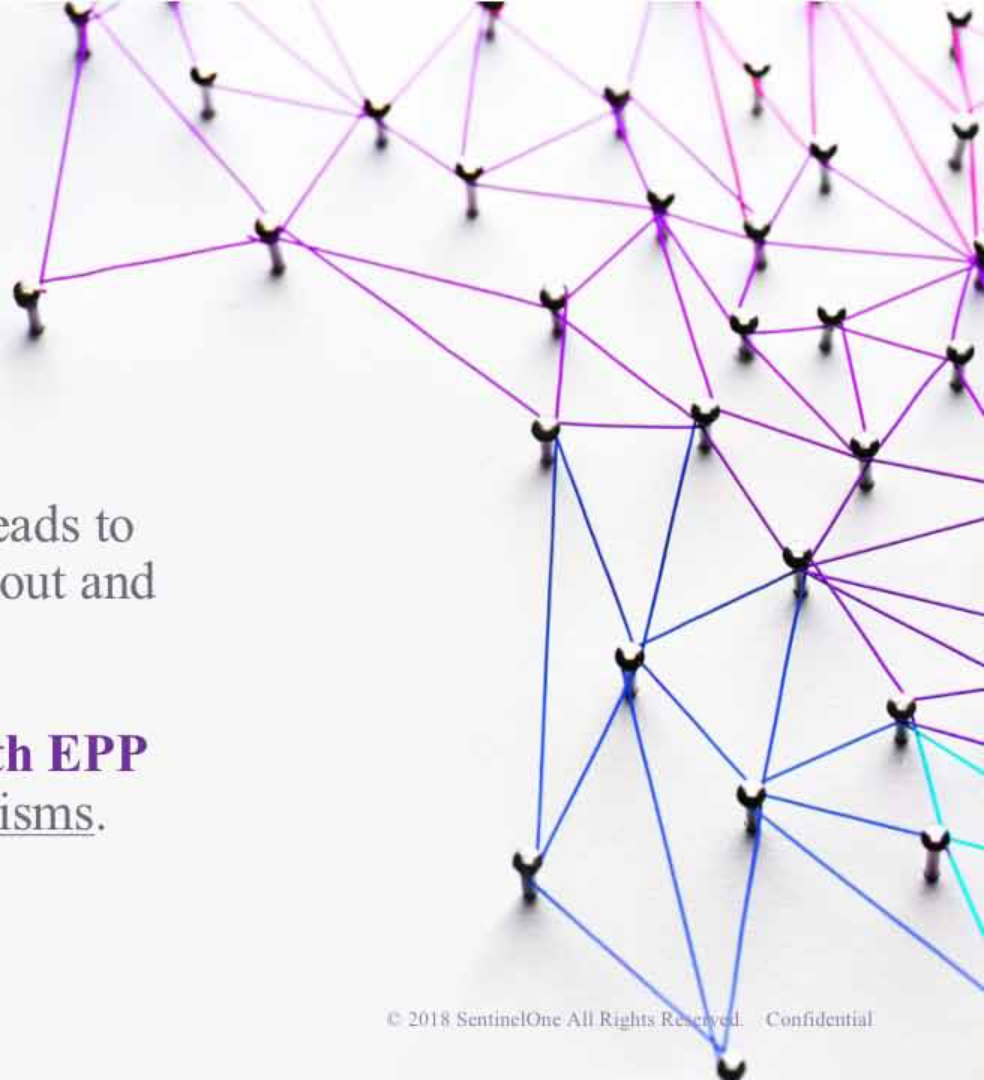 eads to
out and
th EPP
isms.
© 2018 SentinelOne All Rights Reserved. Confidential